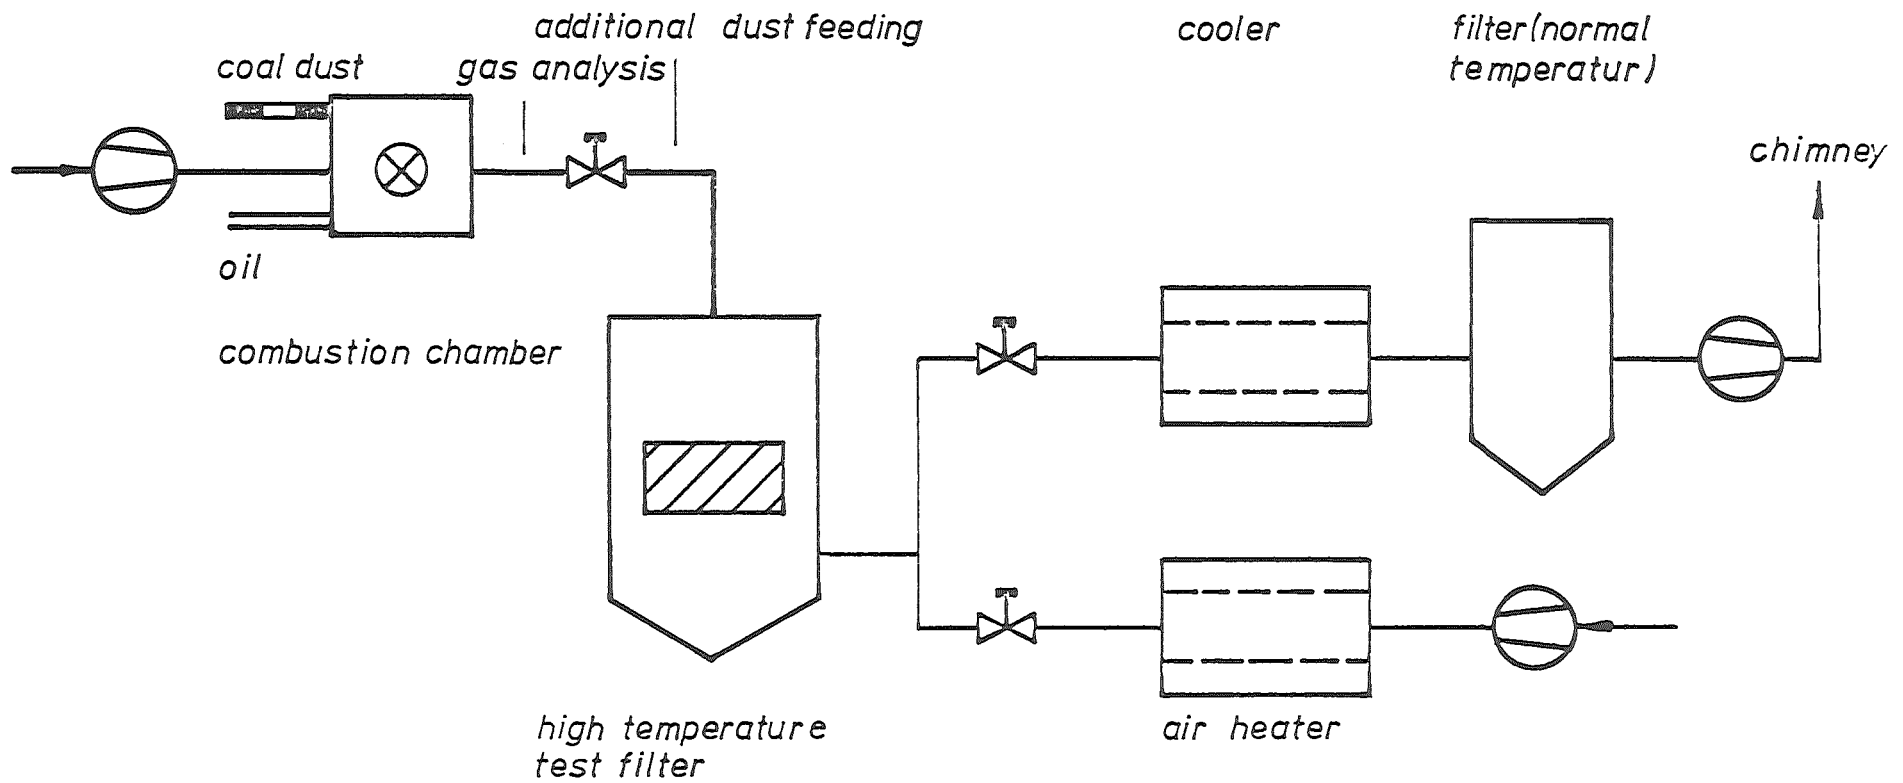 additional dust feeding
cooler
filter(normal
temperatur)
coal dust
gas analysis
chimney
oil
combustion chamber
high temperature
test filter
air heater